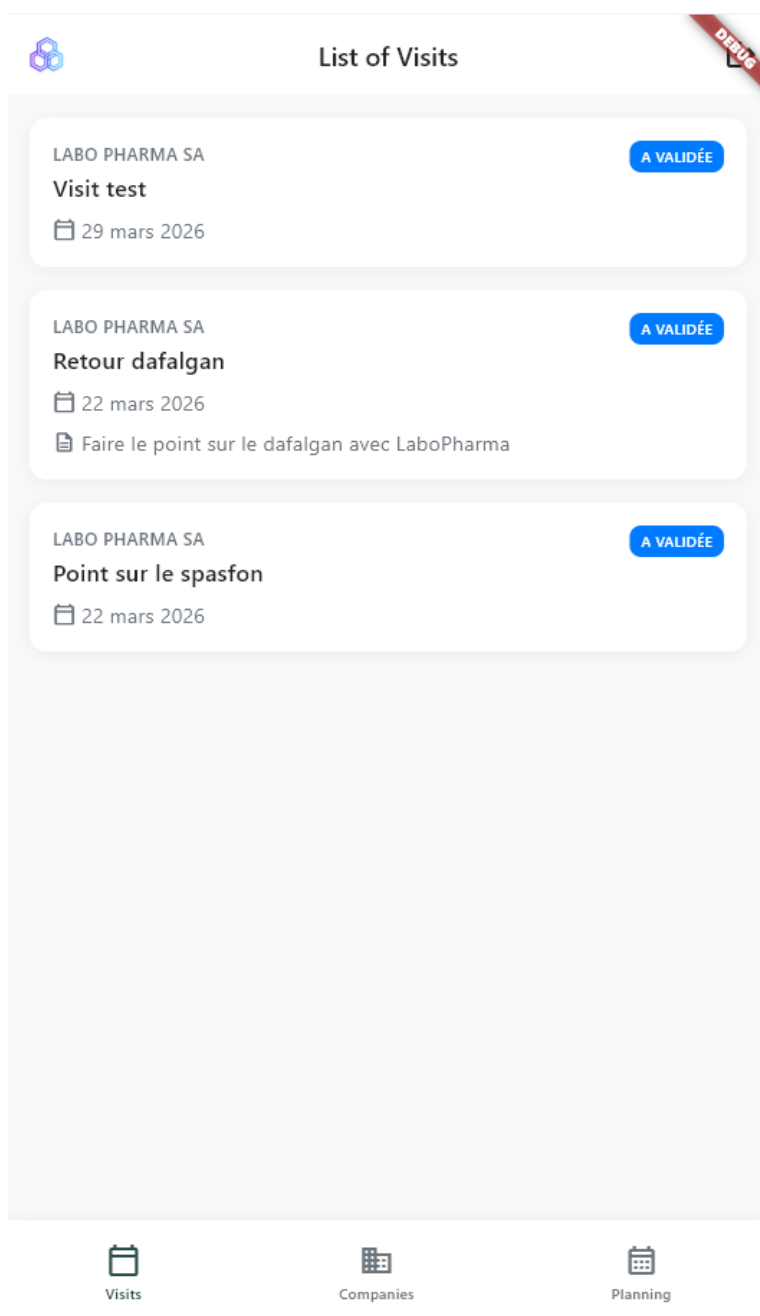 List of Visits
DEBUG
LABO PHARMA SA
A VALIDÉE
Visit test
29 mars 2026
LABO PHARMA SA
A VALIDÉE
Retour dafalgan
22 mars 2026
Faire le point sur le dafalgan avec LaboPharma
LABO PHARMA SA
A VALIDÉE
Point sur le spasfon
22 mars 2026
Visits
Companies
Planning